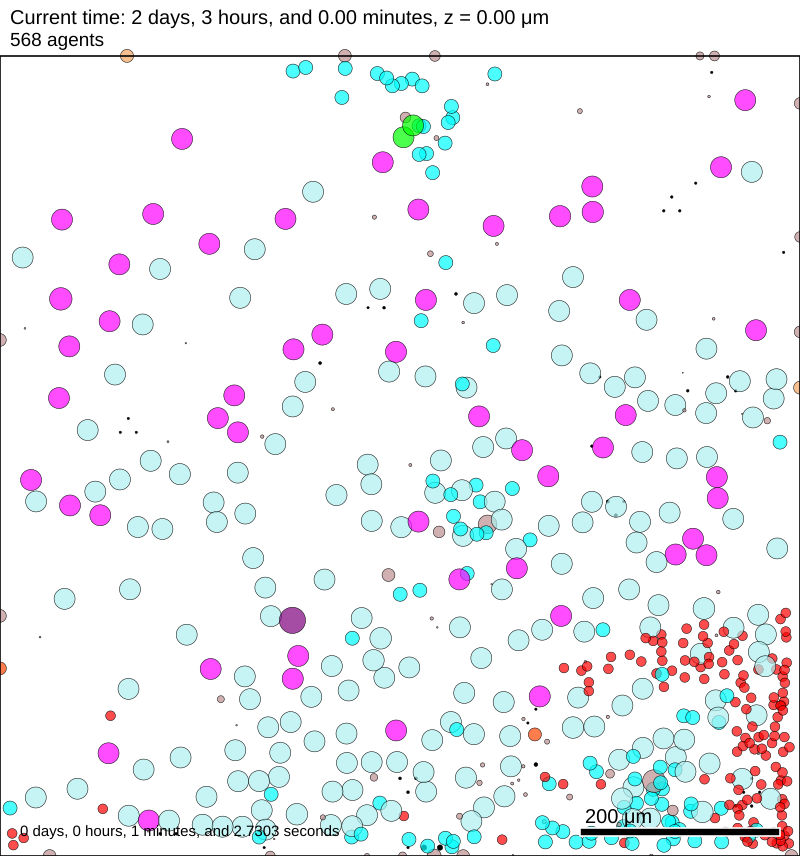 Current time: 2 days, 3 hours, and 0.00 minutes, z = 0.00 μm
568 agents
200 μm
0 days, 0 hours, 1 minutes, and 2.7303 seconds